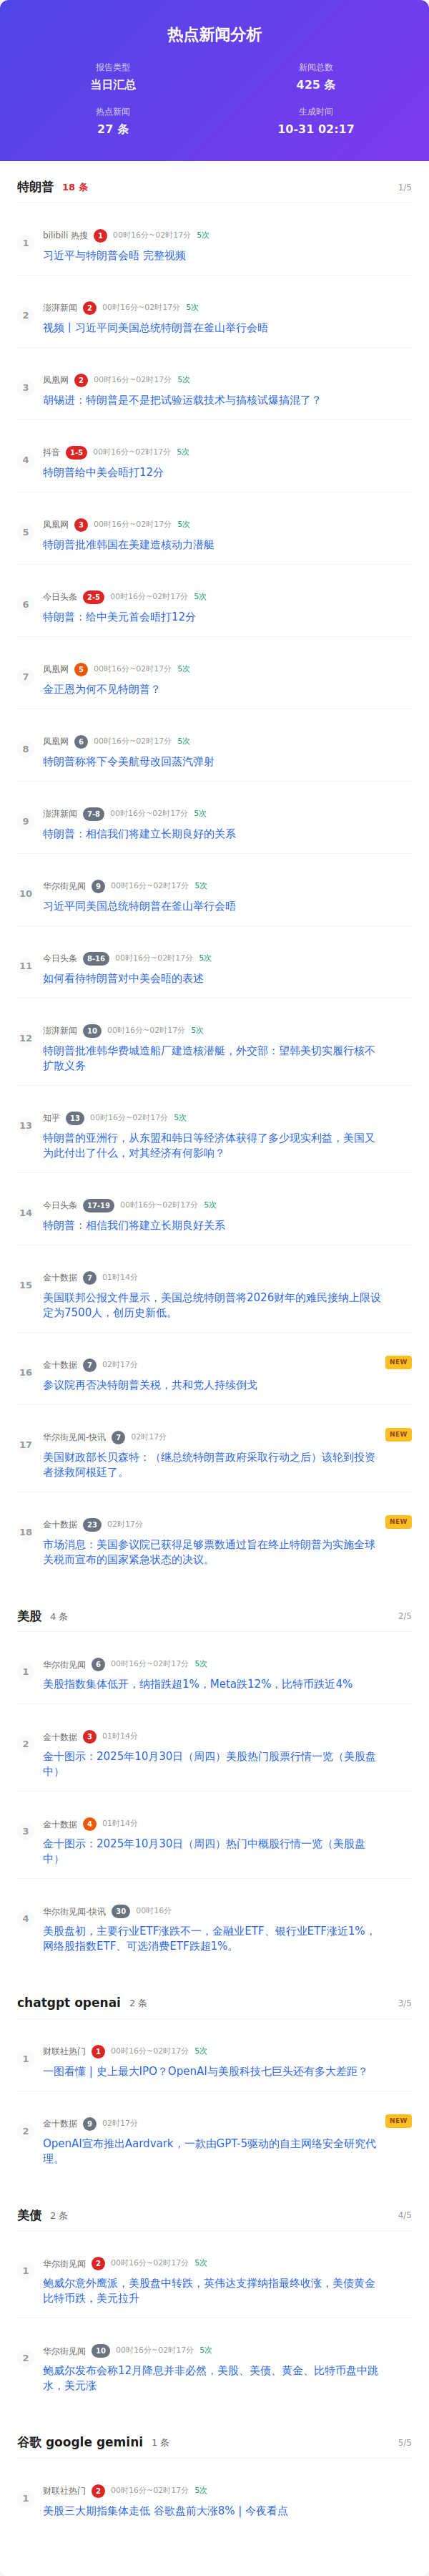 热点新闻分析
报告类型
当日汇总
新闻总数
425 条
热点新闻
27 条
生成时间
10-31 02:17
特朗普 18 条 1/5
1
bilibili 热搜 1 00时16分~02时17分 5次
习近平与特朗普会晤 完整视频
2
澎湃新闻 2 00时16分~02时17分 5次
视频丨习近平同美国总统特朗普在釜山举行会晤
3
凤凰网 2 00时16分~02时17分 5次
胡锡进：特朗普是不是把试验运载技术与搞核试爆搞混了？
4
抖音 1-5 00时16分~02时17分 5次
特朗普给中美会晤打12分
5
凤凰网 3 00时16分~02时17分 5次
特朗普批准韩国在美建造核动力潜艇
6
今日头条 2-5 00时16分~02时17分 5次
特朗普：给中美元首会晤打12分
7
凤凰网 5 00时16分~02时17分 5次
金正恩为何不见特朗普？
8
凤凰网 6 00时16分~02时17分 5次
特朗普称将下令美航母改回蒸汽弹射
9
澎湃新闻 7-8 00时16分~02时17分 5次
特朗普：相信我们将建立长期良好的关系
10
华尔街见闻 9 00时16分~02时17分 5次
习近平同美国总统特朗普在釜山举行会晤
11
今日头条 8-16 00时16分~02时17分 5次
如何看待特朗普对中美会晤的表述
12
澎湃新闻 10 00时16分~02时17分 5次
特朗普批准韩华费城造船厂建造核潜艇，外交部：望韩美切实履行核不
扩散义务
13
知乎 13 00时16分~02时17分 5次
特朗普的亚洲行，从东盟和韩日等经济体获得了多少现实利益，美国又
为此付出了什么，对其经济有何影响？
14
今日头条 17-19 00时16分~02时17分 5次
特朗普：相信我们将建立长期良好关系
15
金十数据 7 01时14分
美国联邦公报文件显示，美国总统特朗普将2026财年的难民接纳上限设
定为7500人，创历史新低。
16
金十数据 7 02时17分 NEW
参议院再否决特朗普关税，共和党人持续倒戈
17
华尔街见闻-快讯 7 02时17分 NEW
美国财政部长贝森特：（继总统特朗普政府采取行动之后）该轮到投资
者拯救阿根廷了。
18
金十数据 23 02时17分 NEW
市场消息：美国参议院已获得足够票数通过旨在终止特朗普为实施全球
关税而宣布的国家紧急状态的决议。
美股 4 条 2/5
1
华尔街见闻 6 00时16分~02时17分 5次
美股指数集体低开，纳指跌超1%，Meta跌12%，比特币跌近4%
2
金十数据 3 01时14分
金十图示：2025年10月30日（周四）美股热门股票行情一览（美股盘
中）
3
金十数据 4 01时14分
金十图示：2025年10月30日（周四）热门中概股行情一览（美股盘
中）
4
华尔街见闻-快讯 30 00时16分
美股盘初，主要行业ETF涨跌不一，金融业ETF、银行业ETF涨近1%，
网络股指数ETF、可选消费ETF跌超1%。
chatgpt openai 2 条 3/5
1
财联社热门 1 00时16分~02时17分 5次
一图看懂 | 史上最大IPO？OpenAI与美股科技七巨头还有多大差距？
2
金十数据 9 02时17分 NEW
OpenAI宣布推出Aardvark，一款由GPT-5驱动的自主网络安全研究代
理。
美债 2 条 4/5
1
华尔街见闻 2 00时16分~02时17分 5次
鲍威尔意外鹰派，美股盘中转跌，英伟达支撑纳指最终收涨，美债黄金
比特币跌，美元拉升
2
华尔街见闻 10 00时16分~02时17分 5次
鲍威尔发布会称12月降息并非必然，美股、美债、黄金、比特币盘中跳
水，美元涨
谷歌 google gemini 1 条 5/5
1
财联社热门 2 00时16分~02时17分 5次
美股三大期指集体走低 谷歌盘前大涨8% | 今夜看点